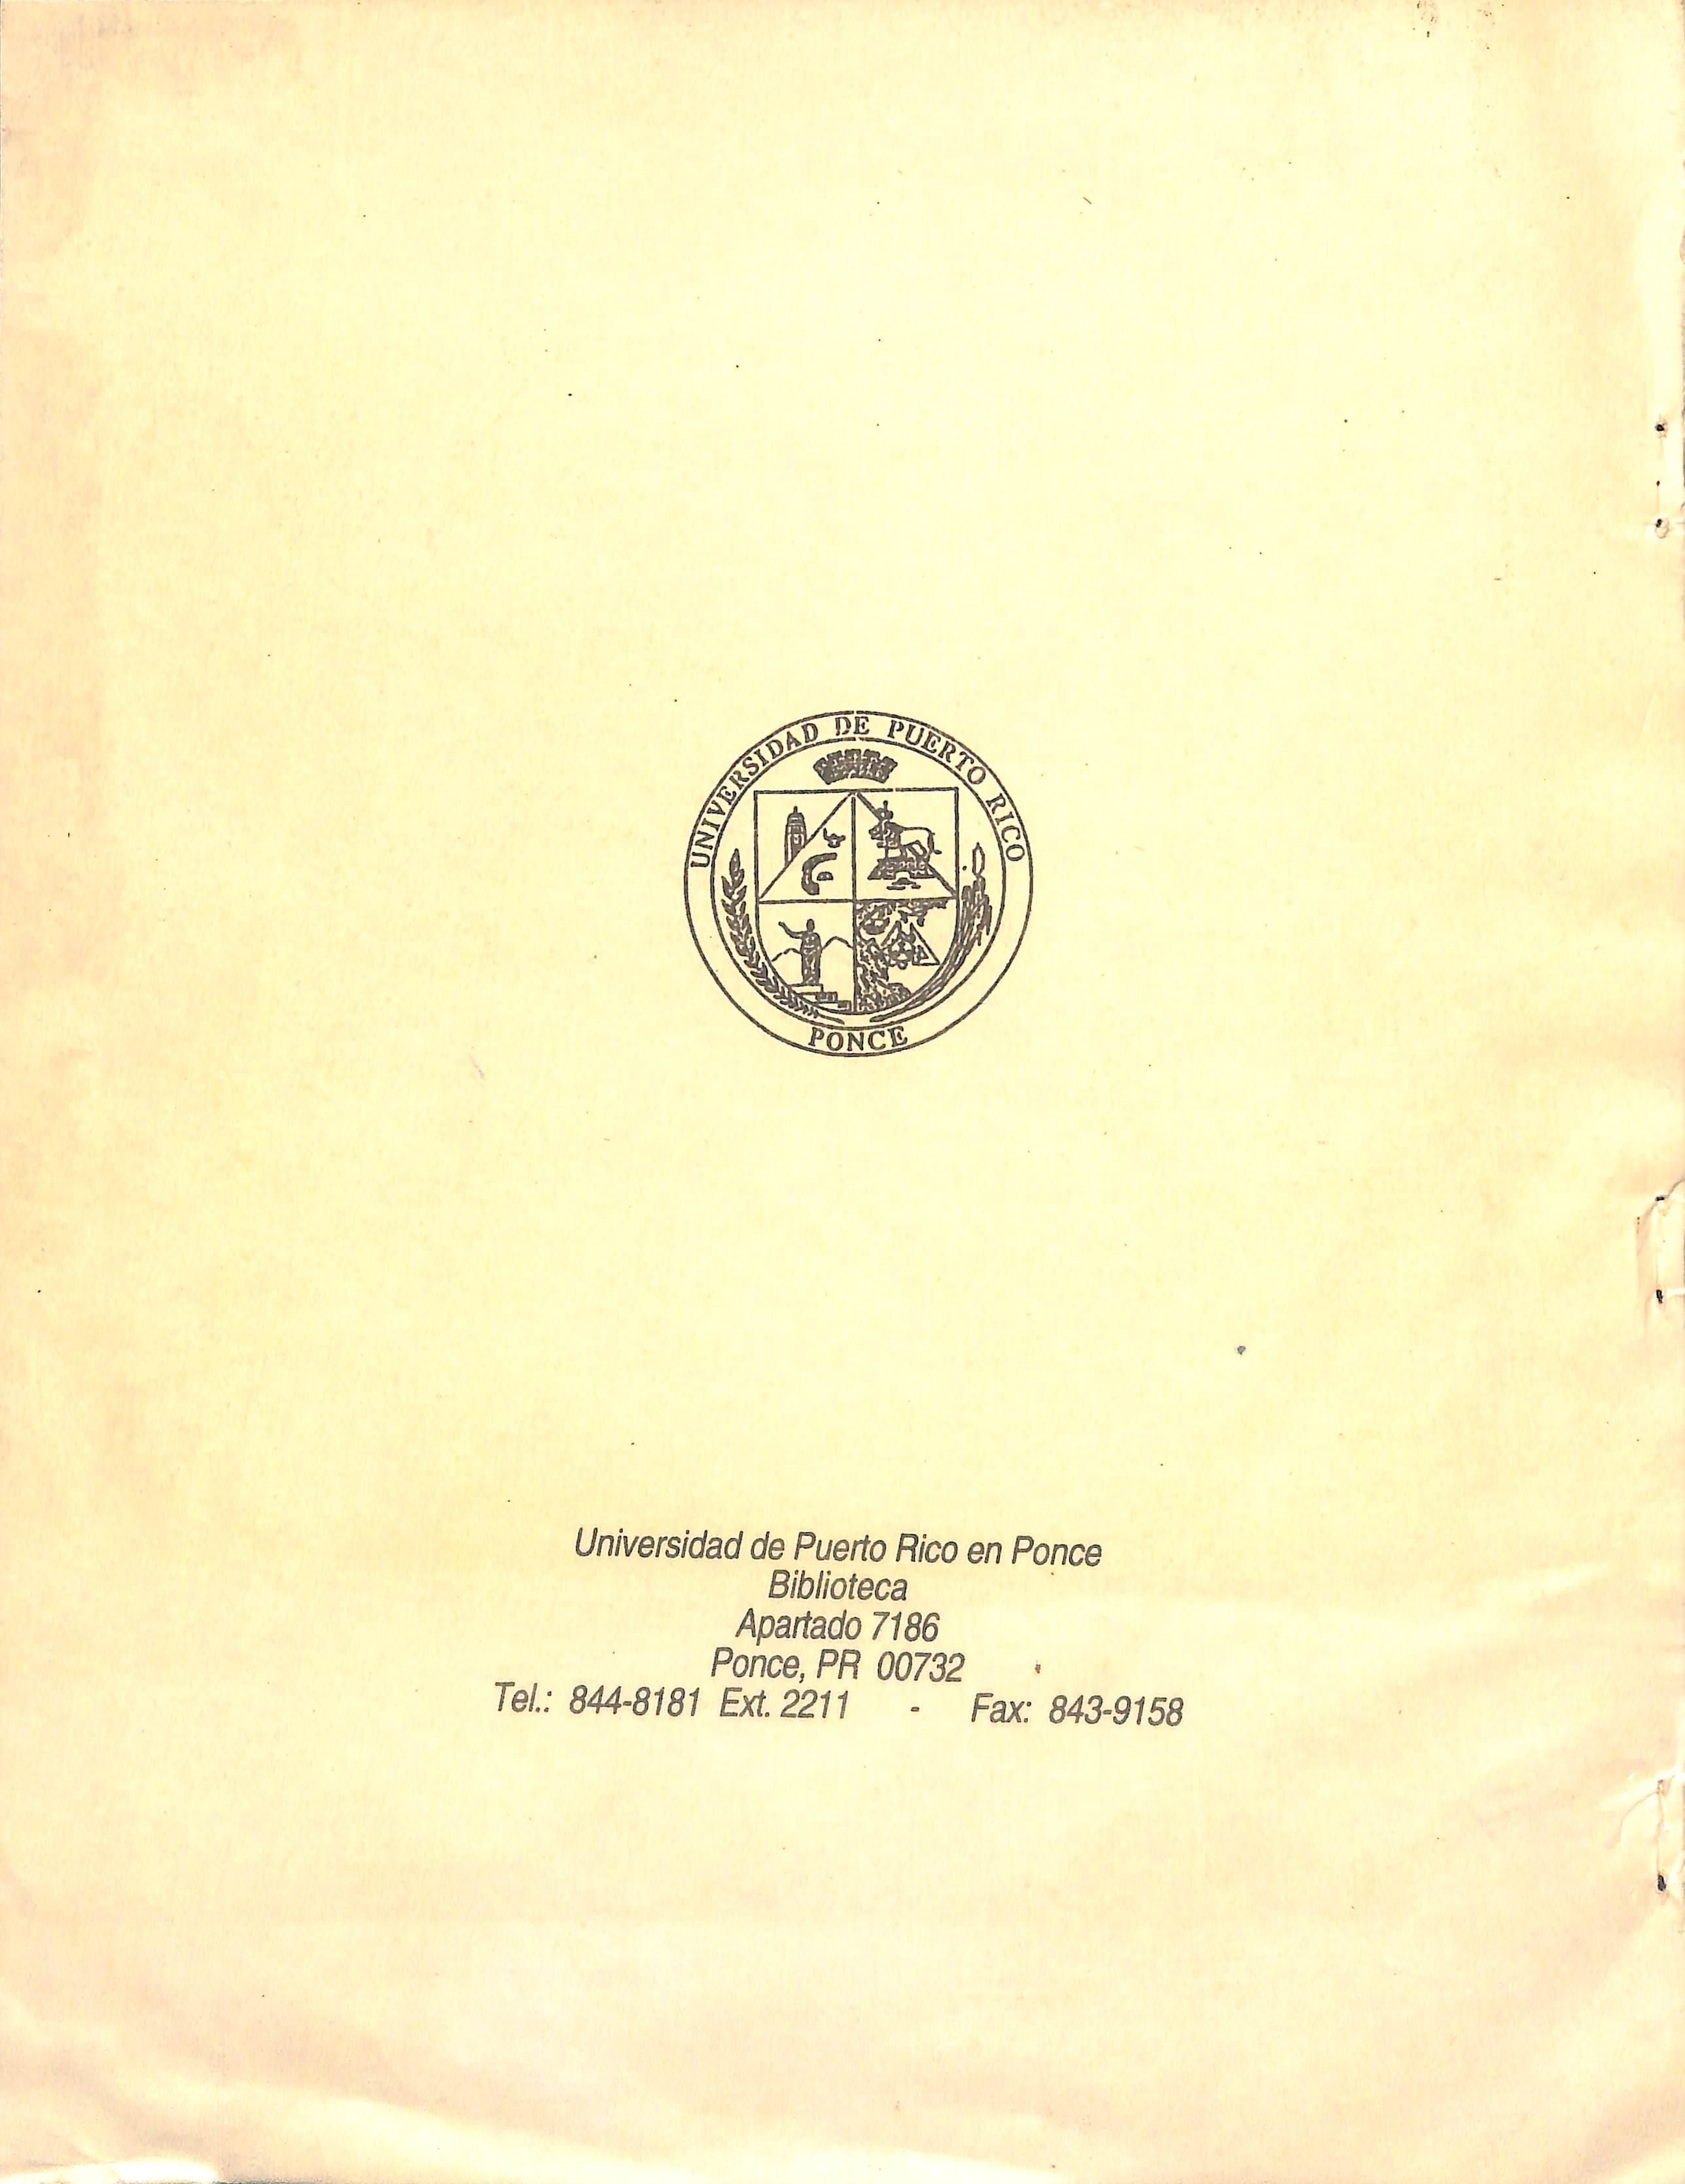 UNIVERSIDAD DE PUERTO RICO
PONCE
Universidad de Puerto Rico en Ponce
Biblioteca
Apartado 7186
Ponce, PR 00732
Tel.: 844-8181 Ext. 2211 - Fax: 843-9158